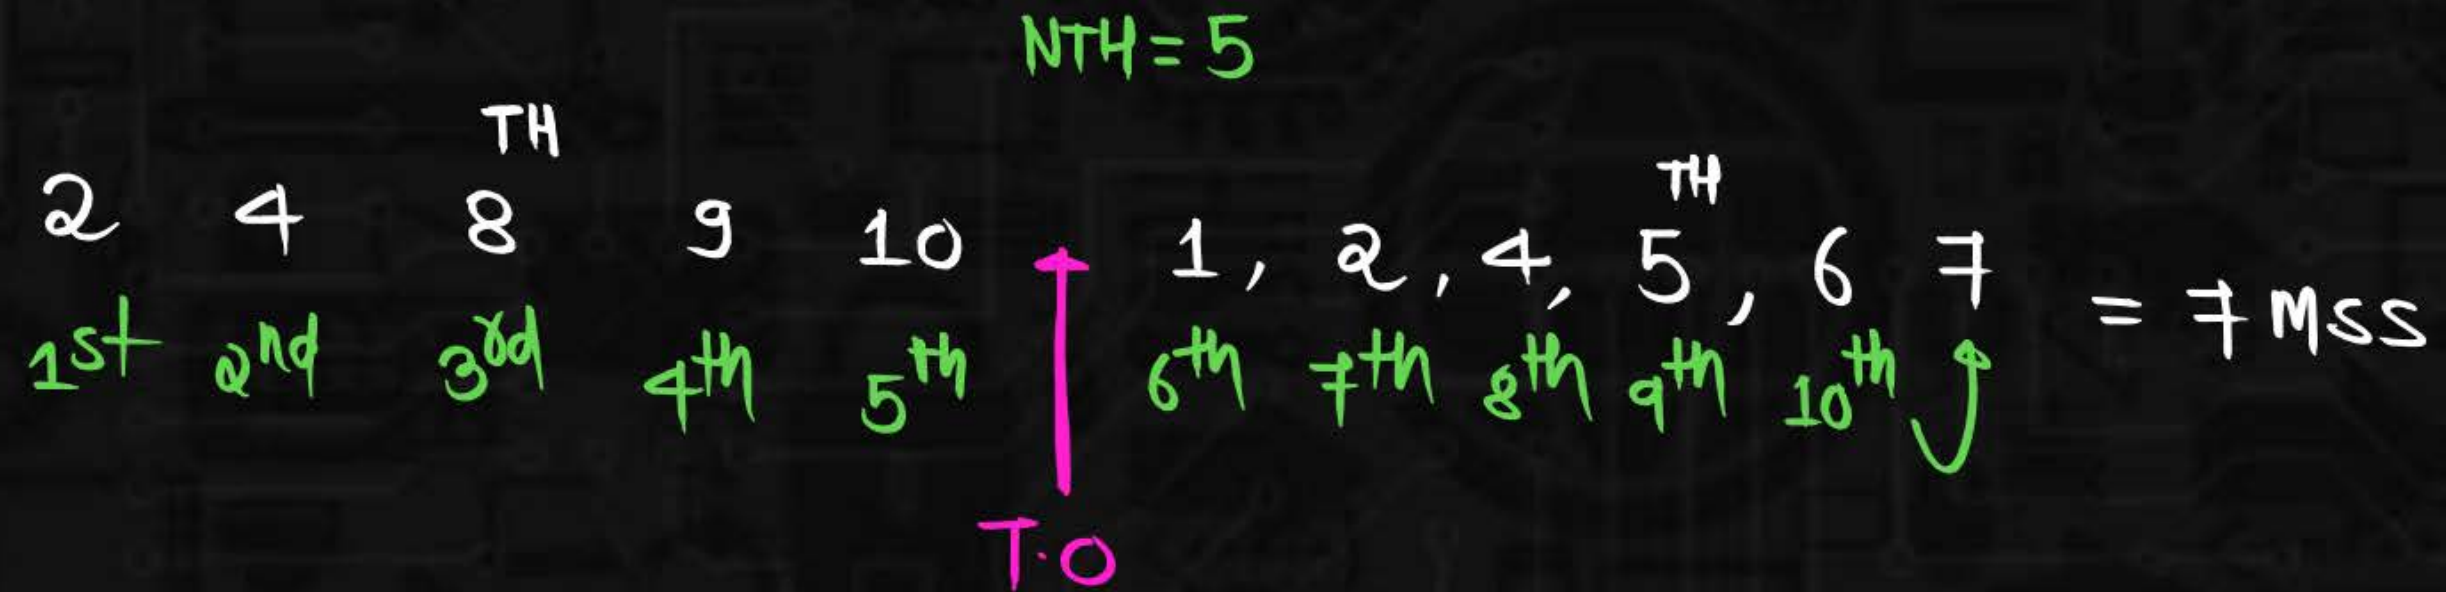 NTH = 5
TH TH
2 4 8 9 10 1, 2, 4, 5, 6 7 = 7 MSS
1st 2nd 3rd 4th 5th 6th 7th 8th 9th 10th
T.O